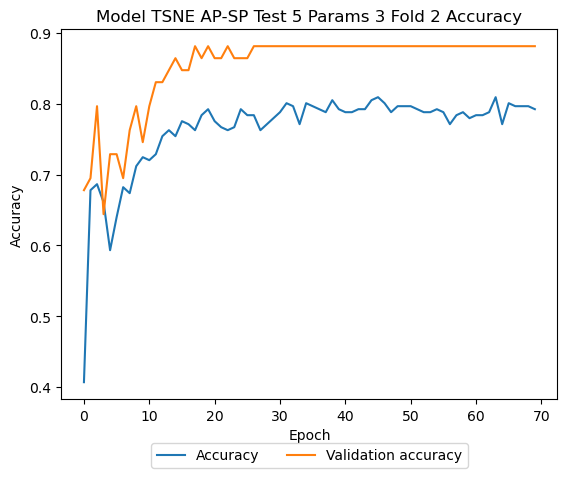 Model TSNE AP-SP Test 5 Params 3 Fold 2 Accuracy
0.9
0.8
0.7
0.6
0.5
0.4
Accuracy
0 10 20 30 40 50 60 70
Epoch
Accuracy Validation accuracy